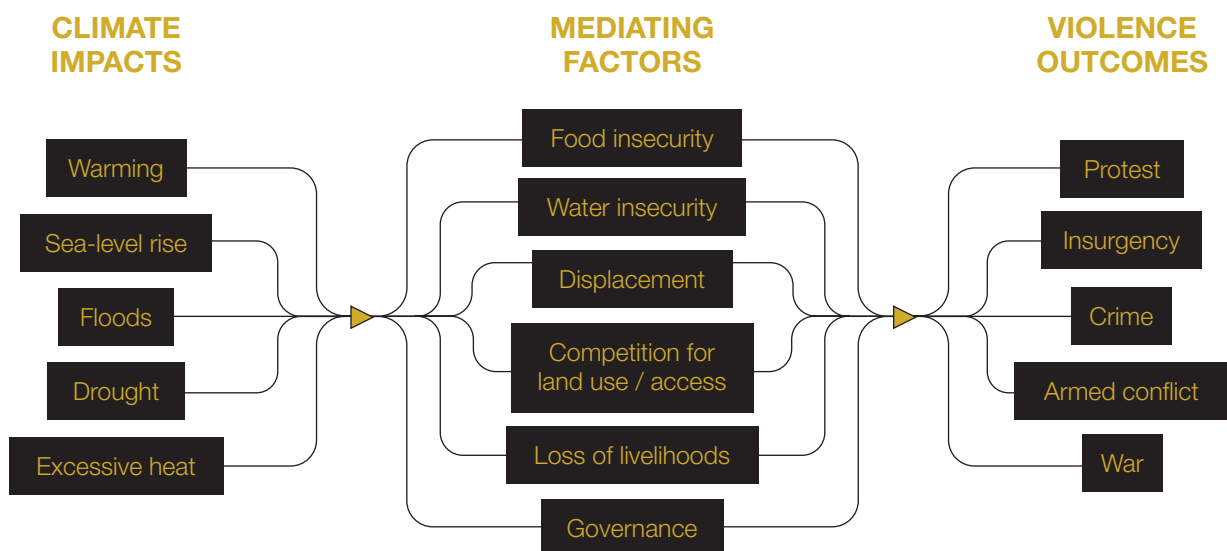 CLIMATE
IMPACTS
Warming
Sea-level rise
Floods
Drought
Excessive heat
MEDIATING
FACTORS
Food insecurity
Water insecurity
Displacement
Competition for
land use / access
Loss of livelihoods
Governance
VIOLENCE
OUTCOMES
Protest
Insurgency
Crime
Armed conflict
War